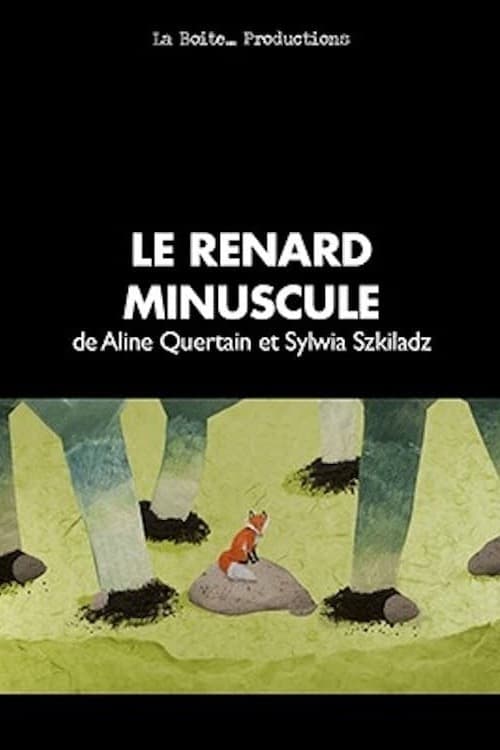 La Boite... Productions
LE RENARD
MINUSCULE
de Aline Quertain et Sylwia Szkiladz